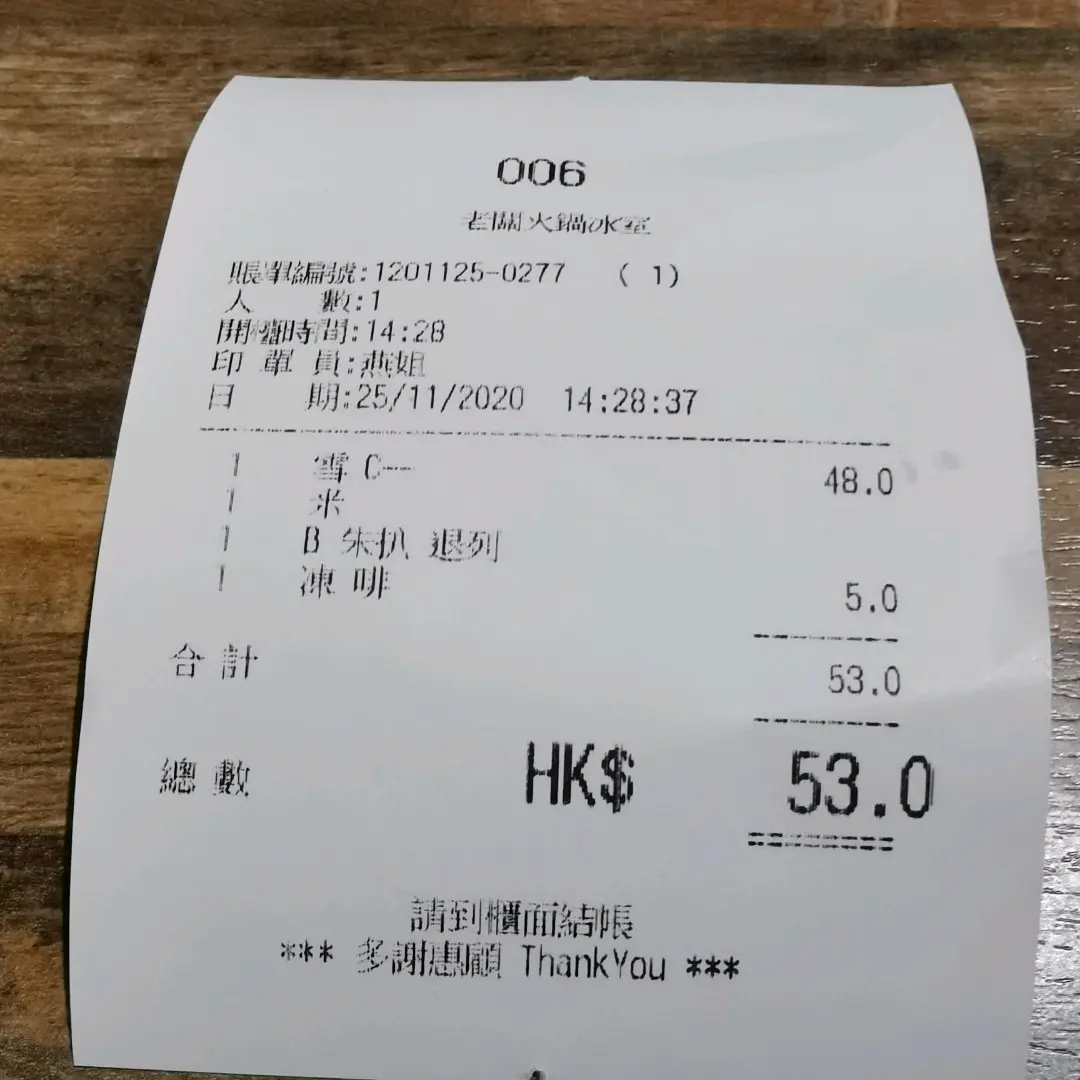 006
老關火鍋冰室
賬單編號:1201125-0277 ( 1)
人 數:1
開檯時間:14:28
印 單 員:燕姐
日 期:25/11/2020 14:28:37
1 雪 C-- 48.0
1 米
1 B 朱扒 退列
1 凍 啡 5.0
合 計 53.0
總 數 HK$ 53.0
請到櫃面結帳
*** 多謝惠顧 ThankYou ***